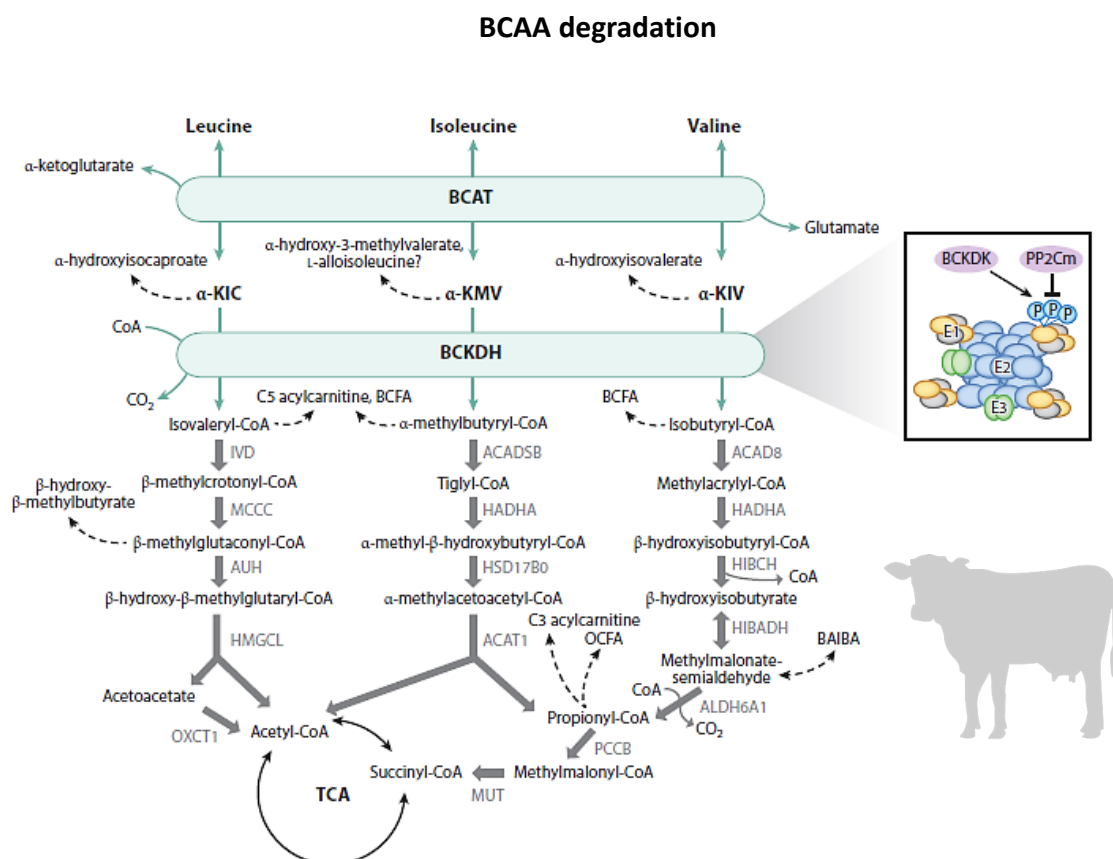 BCAA degradation
Leucine
Isoleucine
Valine
α-ketoglutarate
BCAT
Glutamate
α-hydroxyisocaproate
α-hydroxy-3-methylvalerate,
L-alloisoleucine?
α-hydroxyisovalerate
α-KIC
α-KMV
α-KIV
CoA
BCKDH
CO2
C5 acylcarnitine, BCFA
BCFA
Isovaleryl-CoA
α-methylbutyryl-CoA
Isobutyryl-CoA
IVD
ACADSB
ACAD8
β-hydroxy-
β-methylbutyrate
β-methylcrotonyl-CoA
Tiglyl-CoA
Methylacrylyl-CoA
MCCC
HADHA
HADHA
β-methylglutaconyl-CoA
α-methyl-β-hydroxybutyryl-CoA
β-hydroxyisobutyryl-CoA
AUH
HSD17B0
HIBCH
CoA
β-hydroxy-β-methylglutaryl-CoA
α-methylacetoacetyl-CoA
β-hydroxyisobutyrate
HMGCL
ACAT1
C3 acylcarnitine
OCFA
HIBADH
BAIBA
Methylmalonate-
semialdehyde
Acetoacetate
CoA
ALDH6A1
CO2
OXCT1
Acetyl-CoA
Propionyl-CoA
PCCB
Succinyl-CoA
Methylmalonyl-CoA
MUT
TCA
BCKDK
PP2Cm
P
P
P
E1
E2
E3